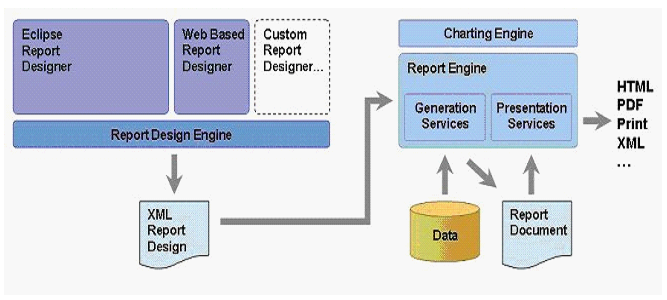 Eclipse
Report
Designer
Web Based
Report
Designer
Custom
Report
Designer...
Report Design Engine
XML
Report
Design
Charting Engine
Report Engine
Generation
Services
Presentation
Services
HTML
PDF
Print
XML
...
Data
Report
Document